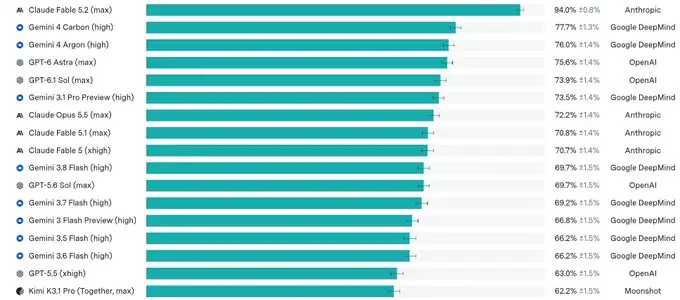 Claude Fable 5.2 (max) 94.0% ±0.8% Anthropic
Gemini 4 Carbon (high) 77.7% ±1.3% Google DeepMind
Gemini 4 Argon (high) 76.0% ±1.4% Google DeepMind
GPT-6 Astra (max) 75.6% ±1.4% OpenAI
GPT-6.1 Sol (max) 73.9% ±1.4% OpenAI
Gemini 3.1 Pro Preview (high) 73.5% ±1.4% Google DeepMind
Claude Opus 5.5 (max) 72.2% ±1.4% Anthropic
Claude Fable 5.1 (max) 70.8% ±1.4% Anthropic
Claude Fable 5 (xhigh) 70.7% ±1.4% Anthropic
Gemini 3.8 Flash (high) 69.7% ±1.5% Google DeepMind
GPT-5.6 Sol (max) 69.7% ±1.5% OpenAI
Gemini 3.7 Flash (high) 69.2% ±1.5% Google DeepMind
Gemini 3 Flash Preview (high) 66.8% ±1.5% Google DeepMind
Gemini 3.5 Flash (high) 66.2% ±1.5% Google DeepMind
Gemini 3.6 Flash (high) 66.2% ±1.5% Google DeepMind
GPT-5.5 (xhigh) 63.0% ±1.5% OpenAI
Kimi K3.1 Pro (Together, max) 62.2% ±1.5% Moonshot